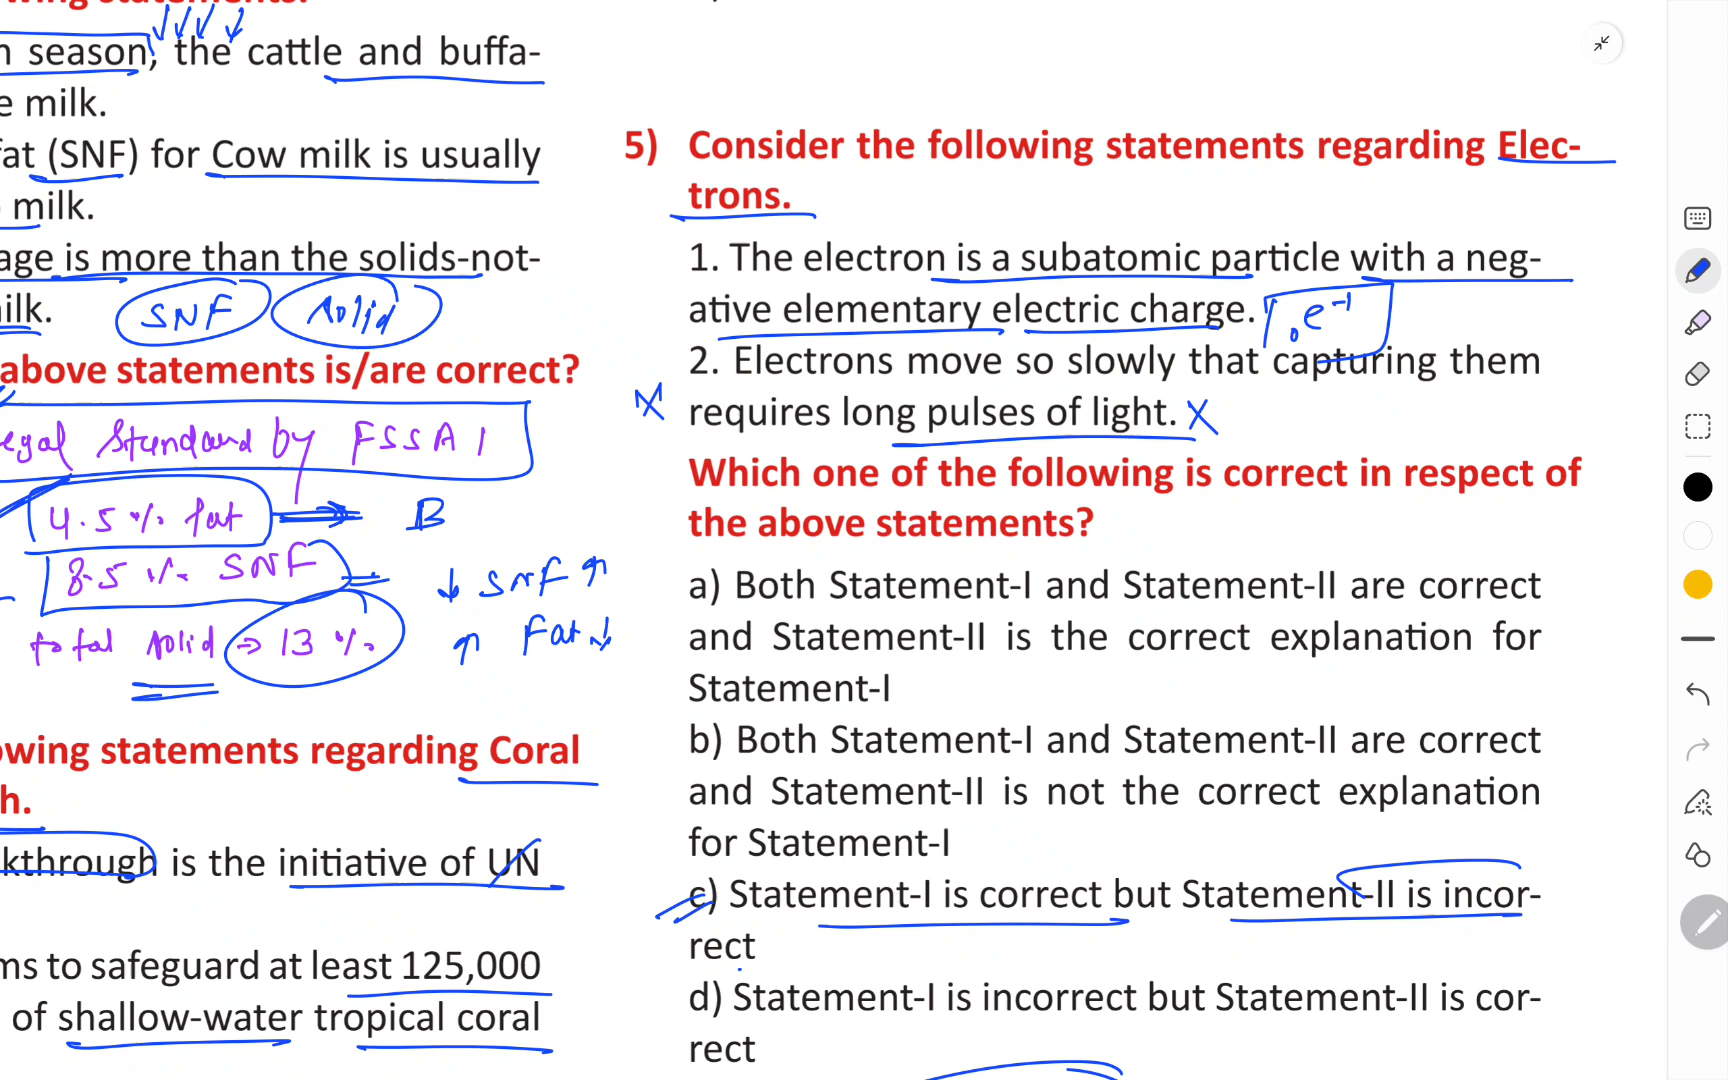 wing statements.
n season, the cattle and buffa-
e milk.
fat (SNF) for Cow milk is usually
milk.
age is more than the solids-not-
ilk.
SNF solid
above statements is/are correct?
egal Standard by FSSAI
4.5 % fat → B
8.5 % SNF
↓ SNF ↑
total solid ⇒ 13 %
↑ Fat ↓
owing statements regarding Coral
h.
kthrough is the initiative of UN
ms to safeguard at least 125,000
of shallow-water tropical coral
5) Consider the following statements regarding Elec-
trons.
1. The electron is a subatomic particle with a neg-
ative elementary electric charge. e⁻¹
2. Electrons move so slowly that capturing them
requires long pulses of light. X
Which one of the following is correct in respect of
the above statements?
a) Both Statement-I and Statement-II are correct
and Statement-II is the correct explanation for
Statement-I
b) Both Statement-I and Statement-II are correct
and Statement-II is not the correct explanation
for Statement-I
c) Statement-I is correct but Statement-II is incor-
rect
d) Statement-I is incorrect but Statement-II is cor-
rect